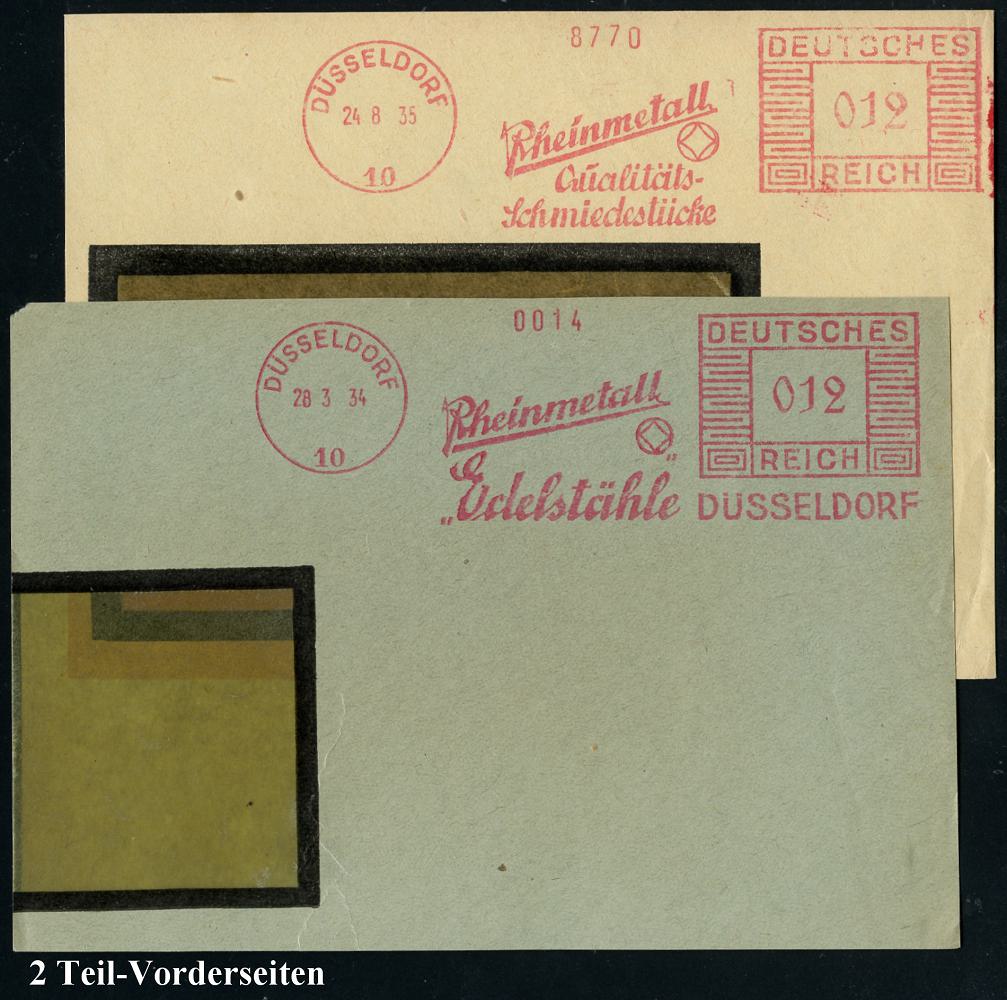 8770
DÜSSELDORF
24 8 35
10
Rheinmetall
Qualitäts-
Schmiedestücke
DEUTSCHES
012
REICH
0014
DÜSSELDORF
28 3 34
10
Rheinmetall
„Edelstähle”
DEUTSCHES
012
REICH
DÜSSELDORF
2 Teil-Vorderseiten